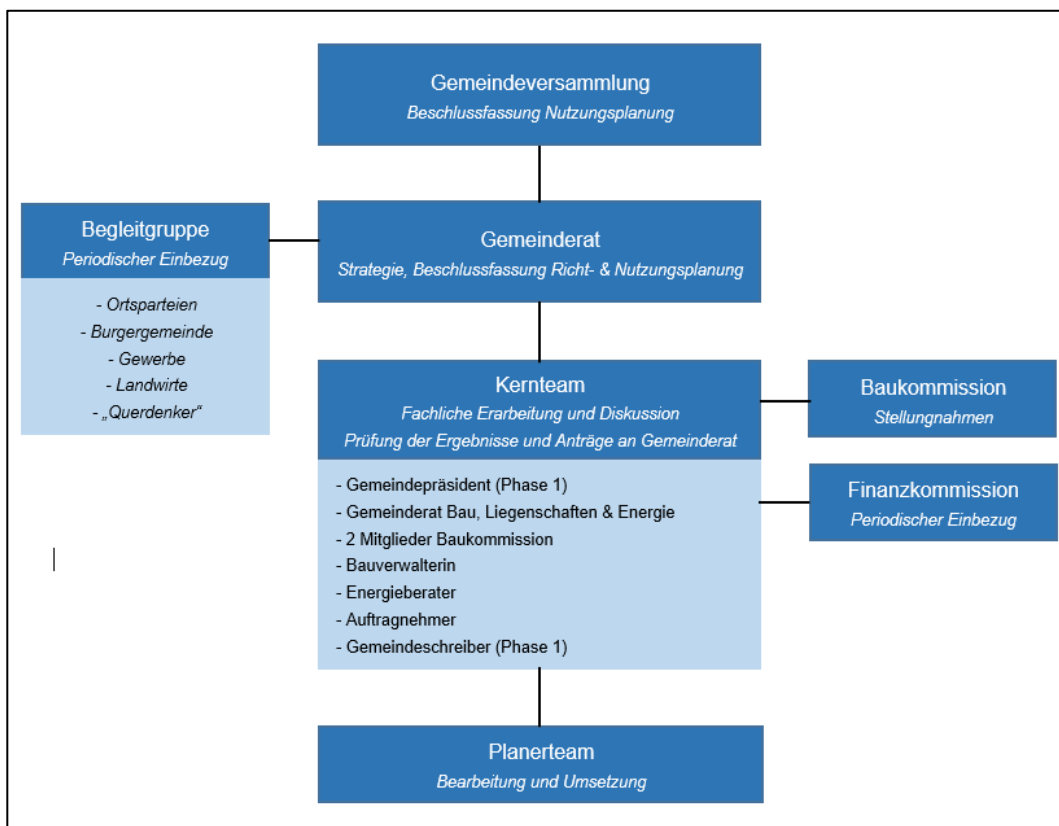 Gemeindeversammlung
Beschlussfassung Nutzungsplanung
Begleitgruppe
Periodischer Einbezug
- Ortsparteien
- Burgergemeinde
- Gewerbe
- Landwirte
- „Querdenker“
Gemeinderat
Strategie, Beschlussfassung Richt- & Nutzungsplanung
Kernteam
Fachliche Erarbeitung und Diskussion
Prüfung der Ergebnisse und Anträge an Gemeinderat
- Gemeindepräsident (Phase 1)
- Gemeinderat Bau, Liegenschaften & Energie
- 2 Mitglieder Baukommission
- Bauverwalterin
- Energieberater
- Auftragnehmer
- Gemeindeschreiber (Phase 1)
Baukommission
Stellungnahmen
Finanzkommission
Periodischer Einbezug
Planerteam
Bearbeitung und Umsetzung